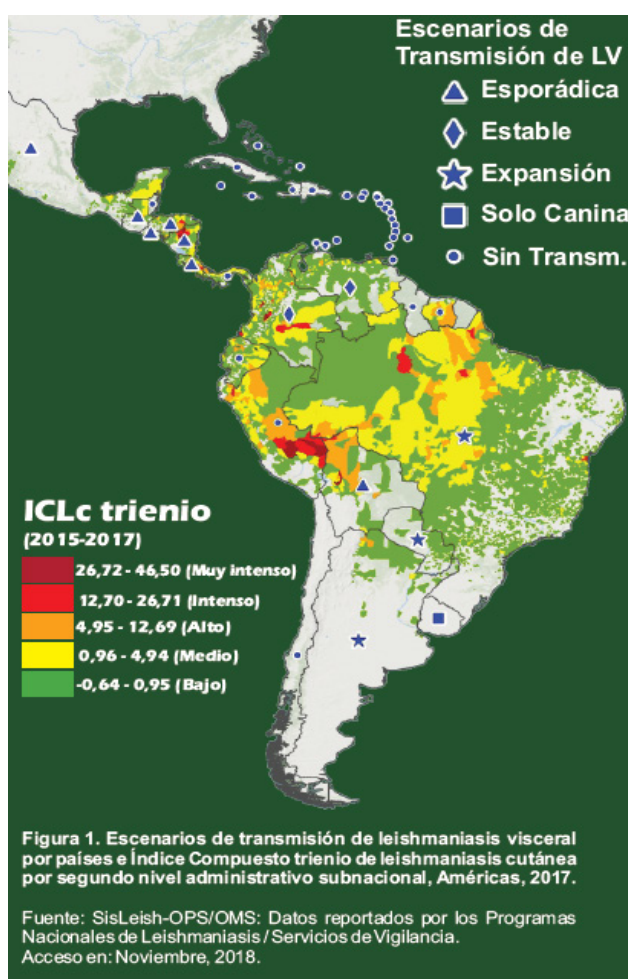 Escenarios de
Transmisión de LV
Esporádica
Estable
Expansión
Solo Canina
Sin Transm.
ICLc trienio
(2015-2017)
26,72 - 46,50 (Muy intenso)
12,70 - 26,71 (Intenso)
4,95 - 12,69 (Alto)
0,96 - 4,94 (Medio)
-0,64 - 0,95 (Bajo)
Figura 1. Escenarios de transmisión de leishmaniasis visceral
por países e Índice Compuesto trienio de leishmaniasis cutánea
por segundo nivel administrativo subnacional, Américas, 2017.
Fuente: SisLeish-OPS/OMS: Datos reportados por los Programas
Nacionales de Leishmaniasis / Servicios de Vigilancia.
Acceso en: Noviembre, 2018.